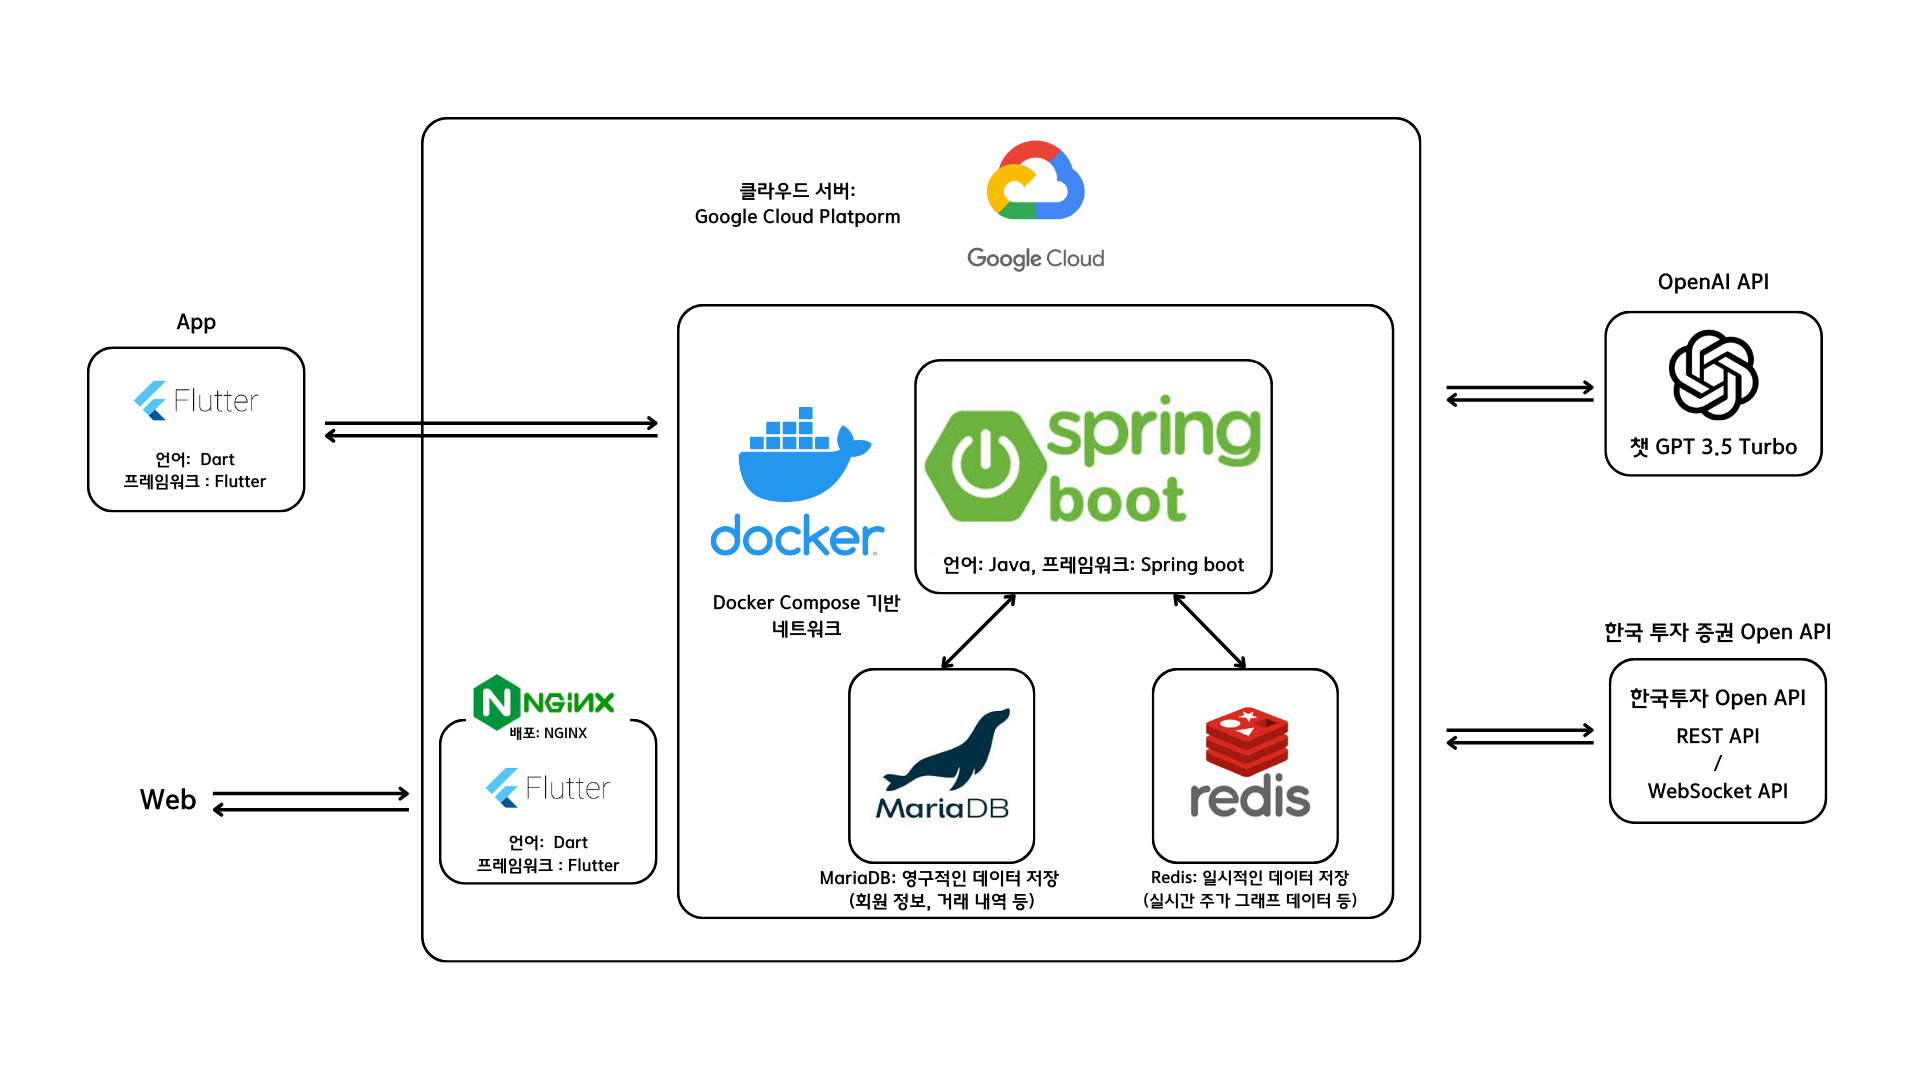 클라우드 서버:
Google Cloud Platporm
Google Cloud
App
Flutter
언어: Dart
프레임워크 : Flutter
docker
Docker Compose 기반
네트워크
spring
boot
언어: Java, 프레임워크: Spring boot
OpenAI API
챗 GPT 3.5 Turbo
한국 투자 증권 Open API
한국투자 Open API
REST API
/
WebSocket API
Web
N NGINX
배포: NGINX
Flutter
언어: Dart
프레임워크 : Flutter
MariaDB
MariaDB: 영구적인 데이터 저장
(회원 정보, 거래 내역 등)
redis
Redis: 일시적인 데이터 저장
(실시간 주가 그래프 데이터 등)